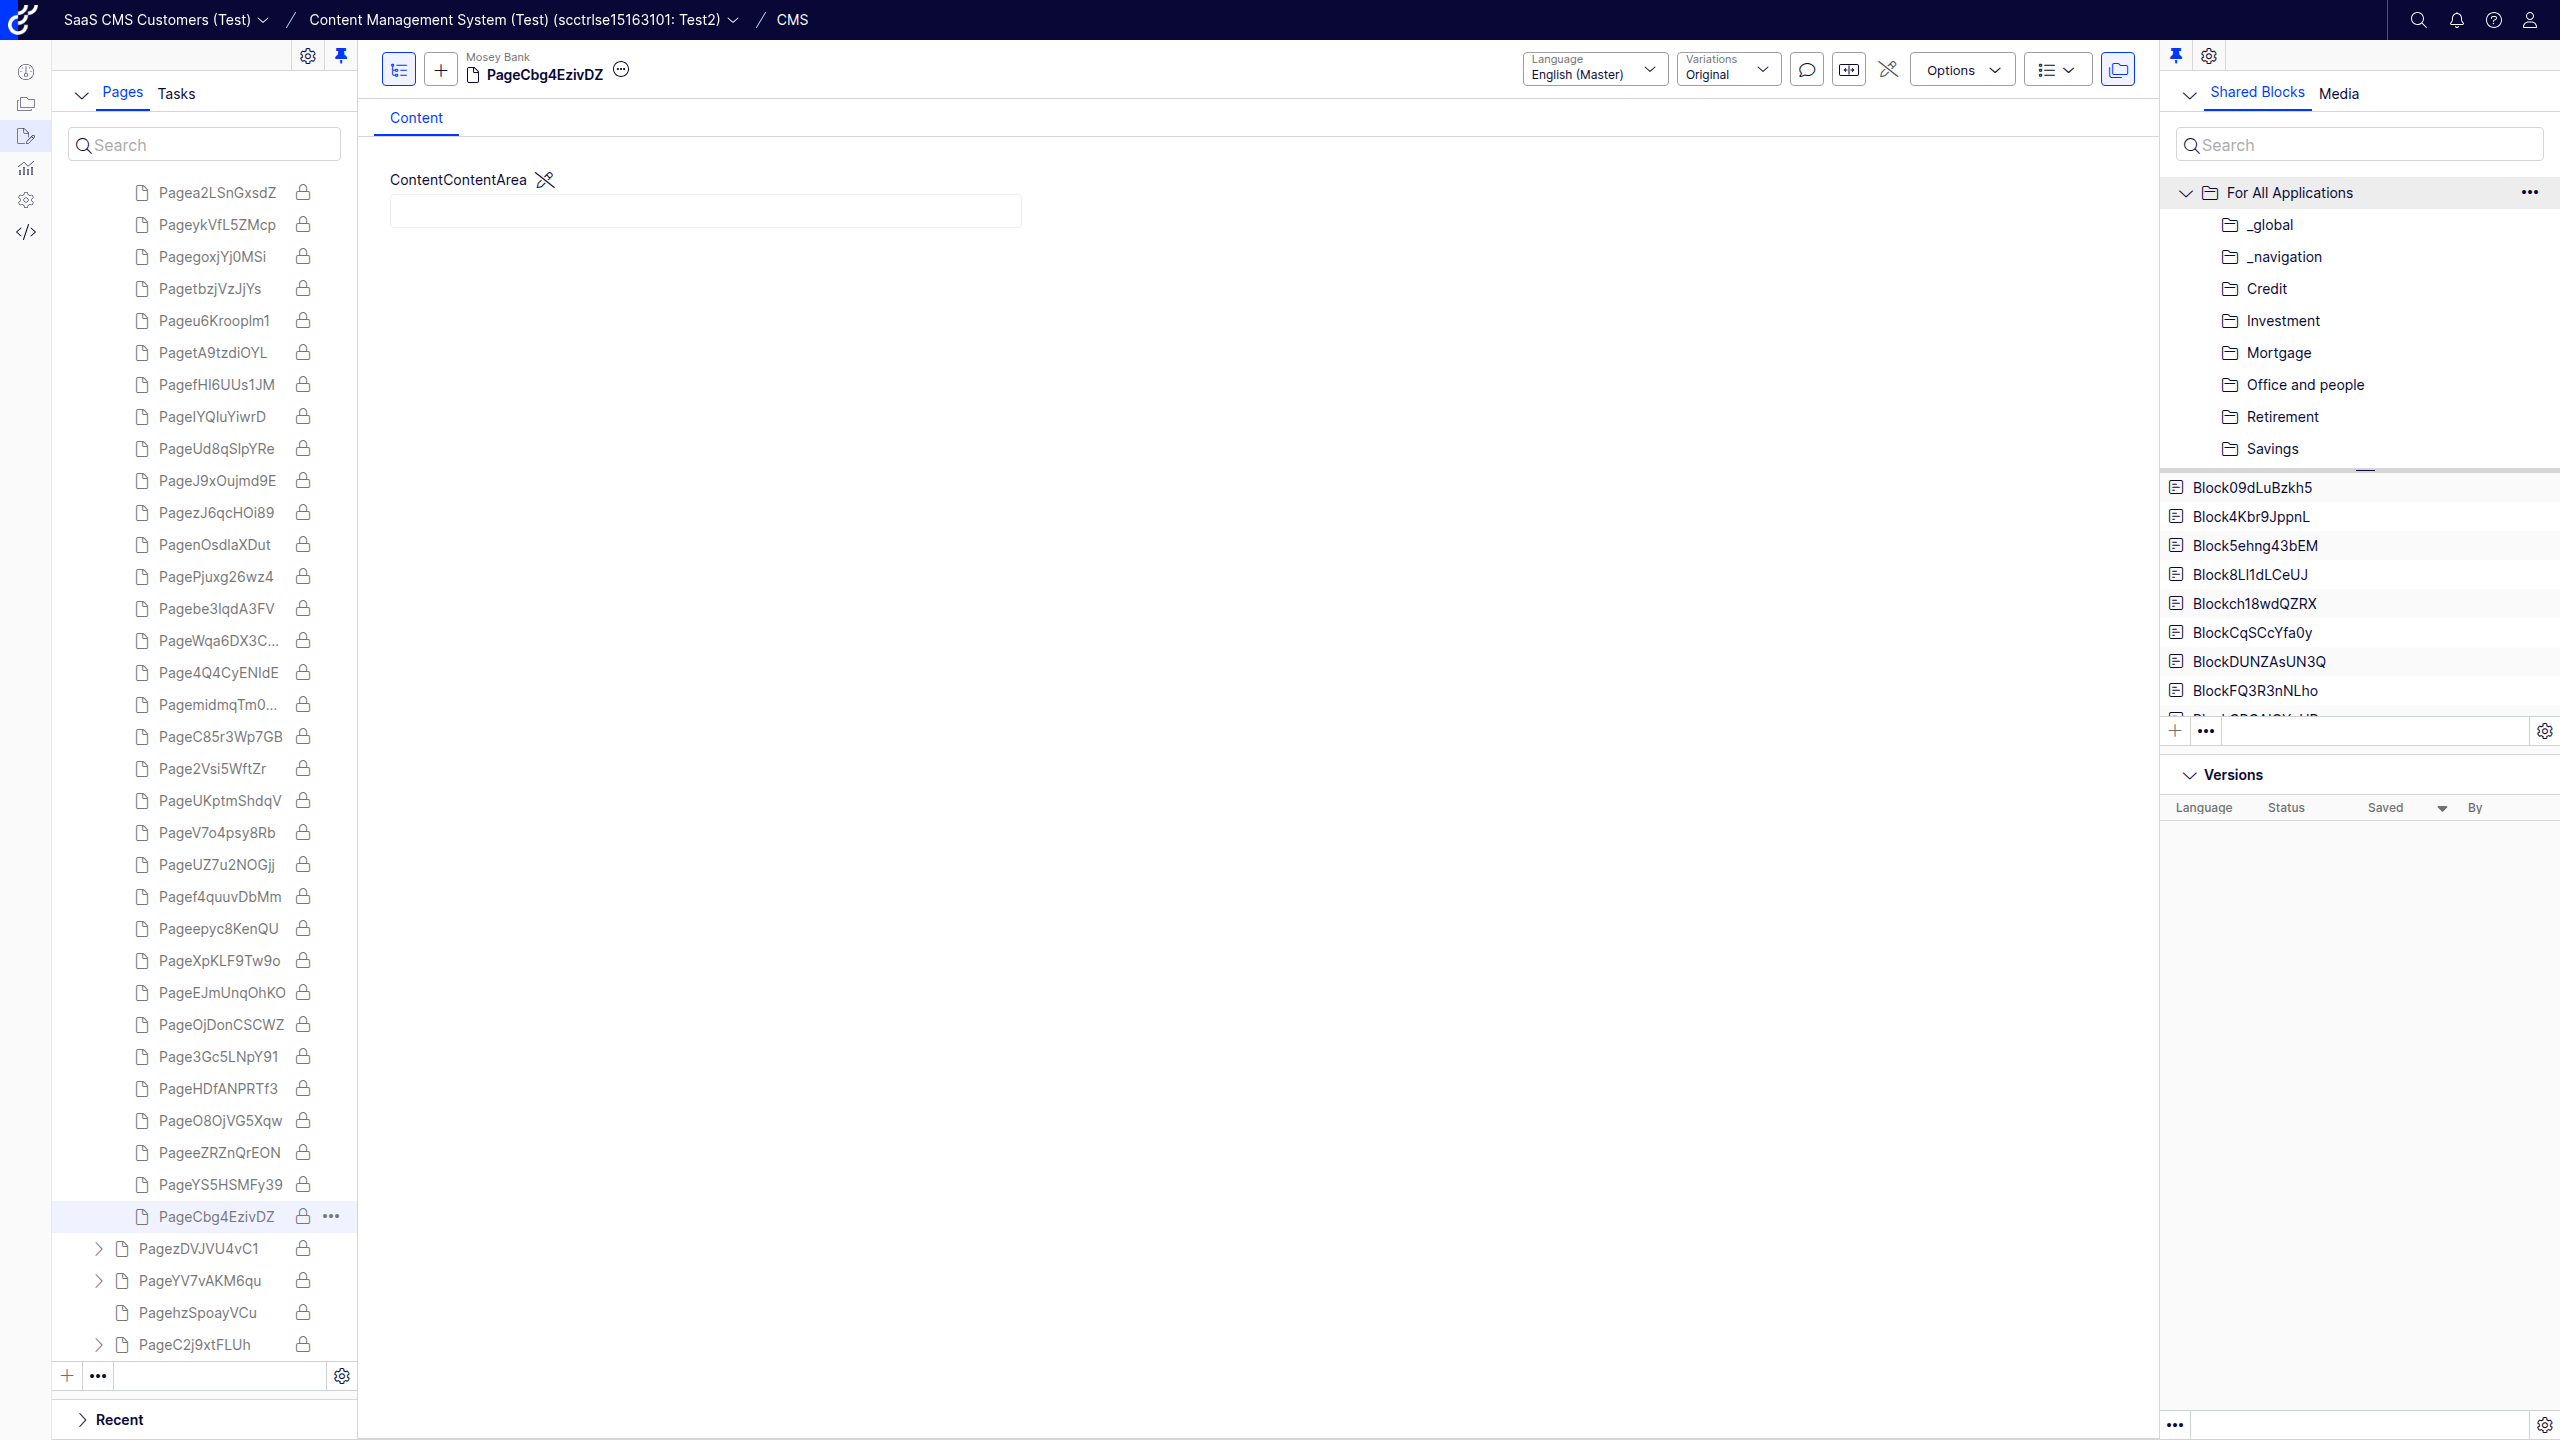 SaaS CMS Customers (Test) / Content Management System (Test) (scctrlse15163101: Test2) / CMS
Pages Tasks
Search
Pagea2LSnGxsdZ
PageykVfL5ZMcp
PagegoxjYj0MSi
PagetbzjVzJjYs
Pageu6Krooplm1
PagetA9tzdiOYL
PagefHI6UUs1JM
PageIYQluYiwrD
PageUd8qSlpYRe
PageJ9xOujmd9E
PagezJ6qcHOi89
PagenOsdlaXDut
PagePjuxg26wz4
Pagebe3lqdA3FV
PageWqa6DX3C...
Page4Q4CyENldE
PagemidmqTm0...
PageC85r3Wp7GB
Page2Vsi5WftZr
PageUKptmShdqV
PageV7o4psy8Rb
PageUZ7u2NOGjj
Pagef4quuvDbMm
Pageepyc8KenQU
PageXpKLF9Tw9o
PageEJmUnqOhKO
PageOjDonCSCWZ
Page3Gc5LNpY91
PageHDfANPRTf3
PageO8OjVG5Xqw
PageeZRZnQrEON
PageYS5HSMFy39
PageCbg4EzivDZ
PagezDVJVU4vC1
PageYV7vAKM6qu
PagehzSpoayVCu
PageC2j9xtFLUh
Recent
Mosey Bank
PageCbg4EzivDZ
Language
English (Master)
Variations
Original
Options
Content
ContentContentArea
Shared Blocks Media
Search
For All Applications
_global
_navigation
Credit
Investment
Mortgage
Office and people
Retirement
Savings
Block09dLuBzkh5
Block4Kbr9JppnL
Block5ehng43bEM
Block8Ll1dLCeUJ
Blockch18wdQZRX
BlockCqSCcYfa0y
BlockDUNZAsUN3Q
BlockFQ3R3nNLho
Versions
Language Status Saved By